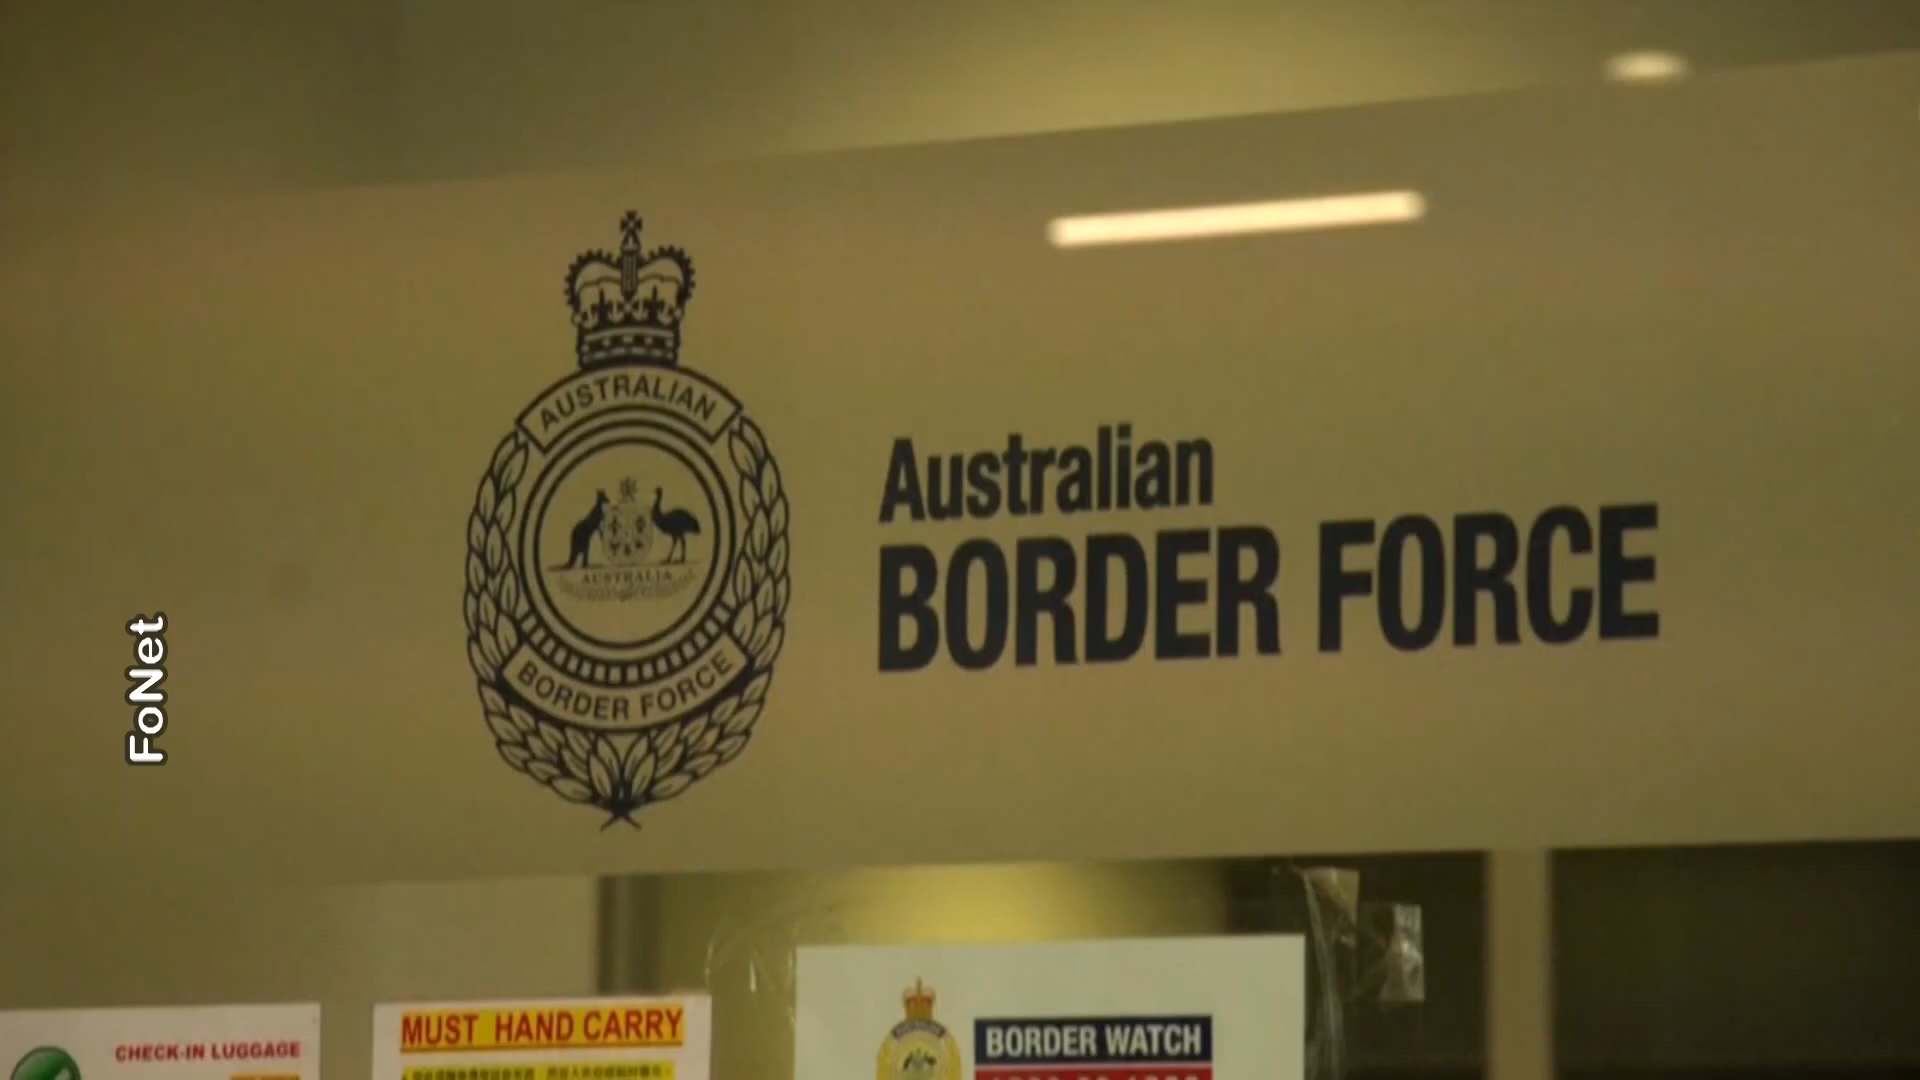 AUSTRALIAN
AUSTRALIA
BORDER FORCE
Australian
BORDER FORCE
FoNet
CHECK-IN LUGGAGE
MUST HAND CARRY
BORDER WATCH